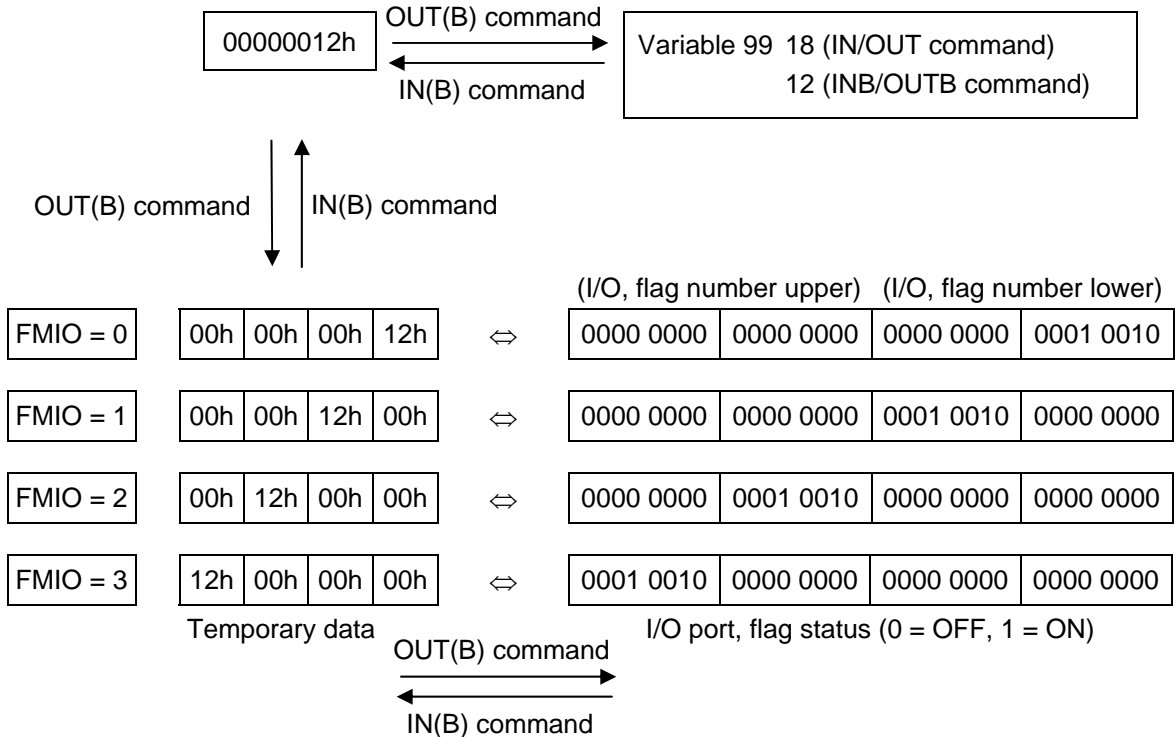 OUT(B) command
00000012h
Variable 99 18 (IN/OUT command)
12 (INB/OUTB command)
IN(B) command
OUT(B) command
IN(B) command
(I/O, flag number upper) (I/O, flag number lower)
FMIO = 0 00h 00h 00h 12h ⇔ 0000 0000 0000 0000 0000 0000 0001 0010
FMIO = 1 00h 00h 12h 00h ⇔ 0000 0000 0000 0000 0001 0010 0000 0000
FMIO = 2 00h 12h 00h 00h ⇔ 0000 0000 0001 0010 0000 0000 0000 0000
FMIO = 3 12h 00h 00h 00h ⇔ 0001 0010 0000 0000 0000 0000 0000 0000
Temporary data I/O port, flag status (0 = OFF, 1 = ON)
OUT(B) command
IN(B) command